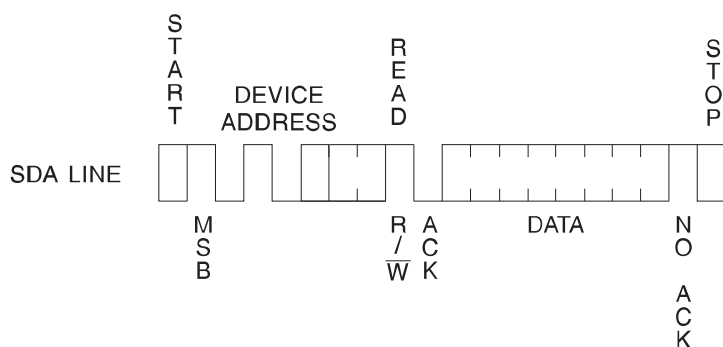 START
DEVICE
ADDRESS
READ
STOP
SDA LINE
MSB
R/W
ACK
DATA
NO ACK